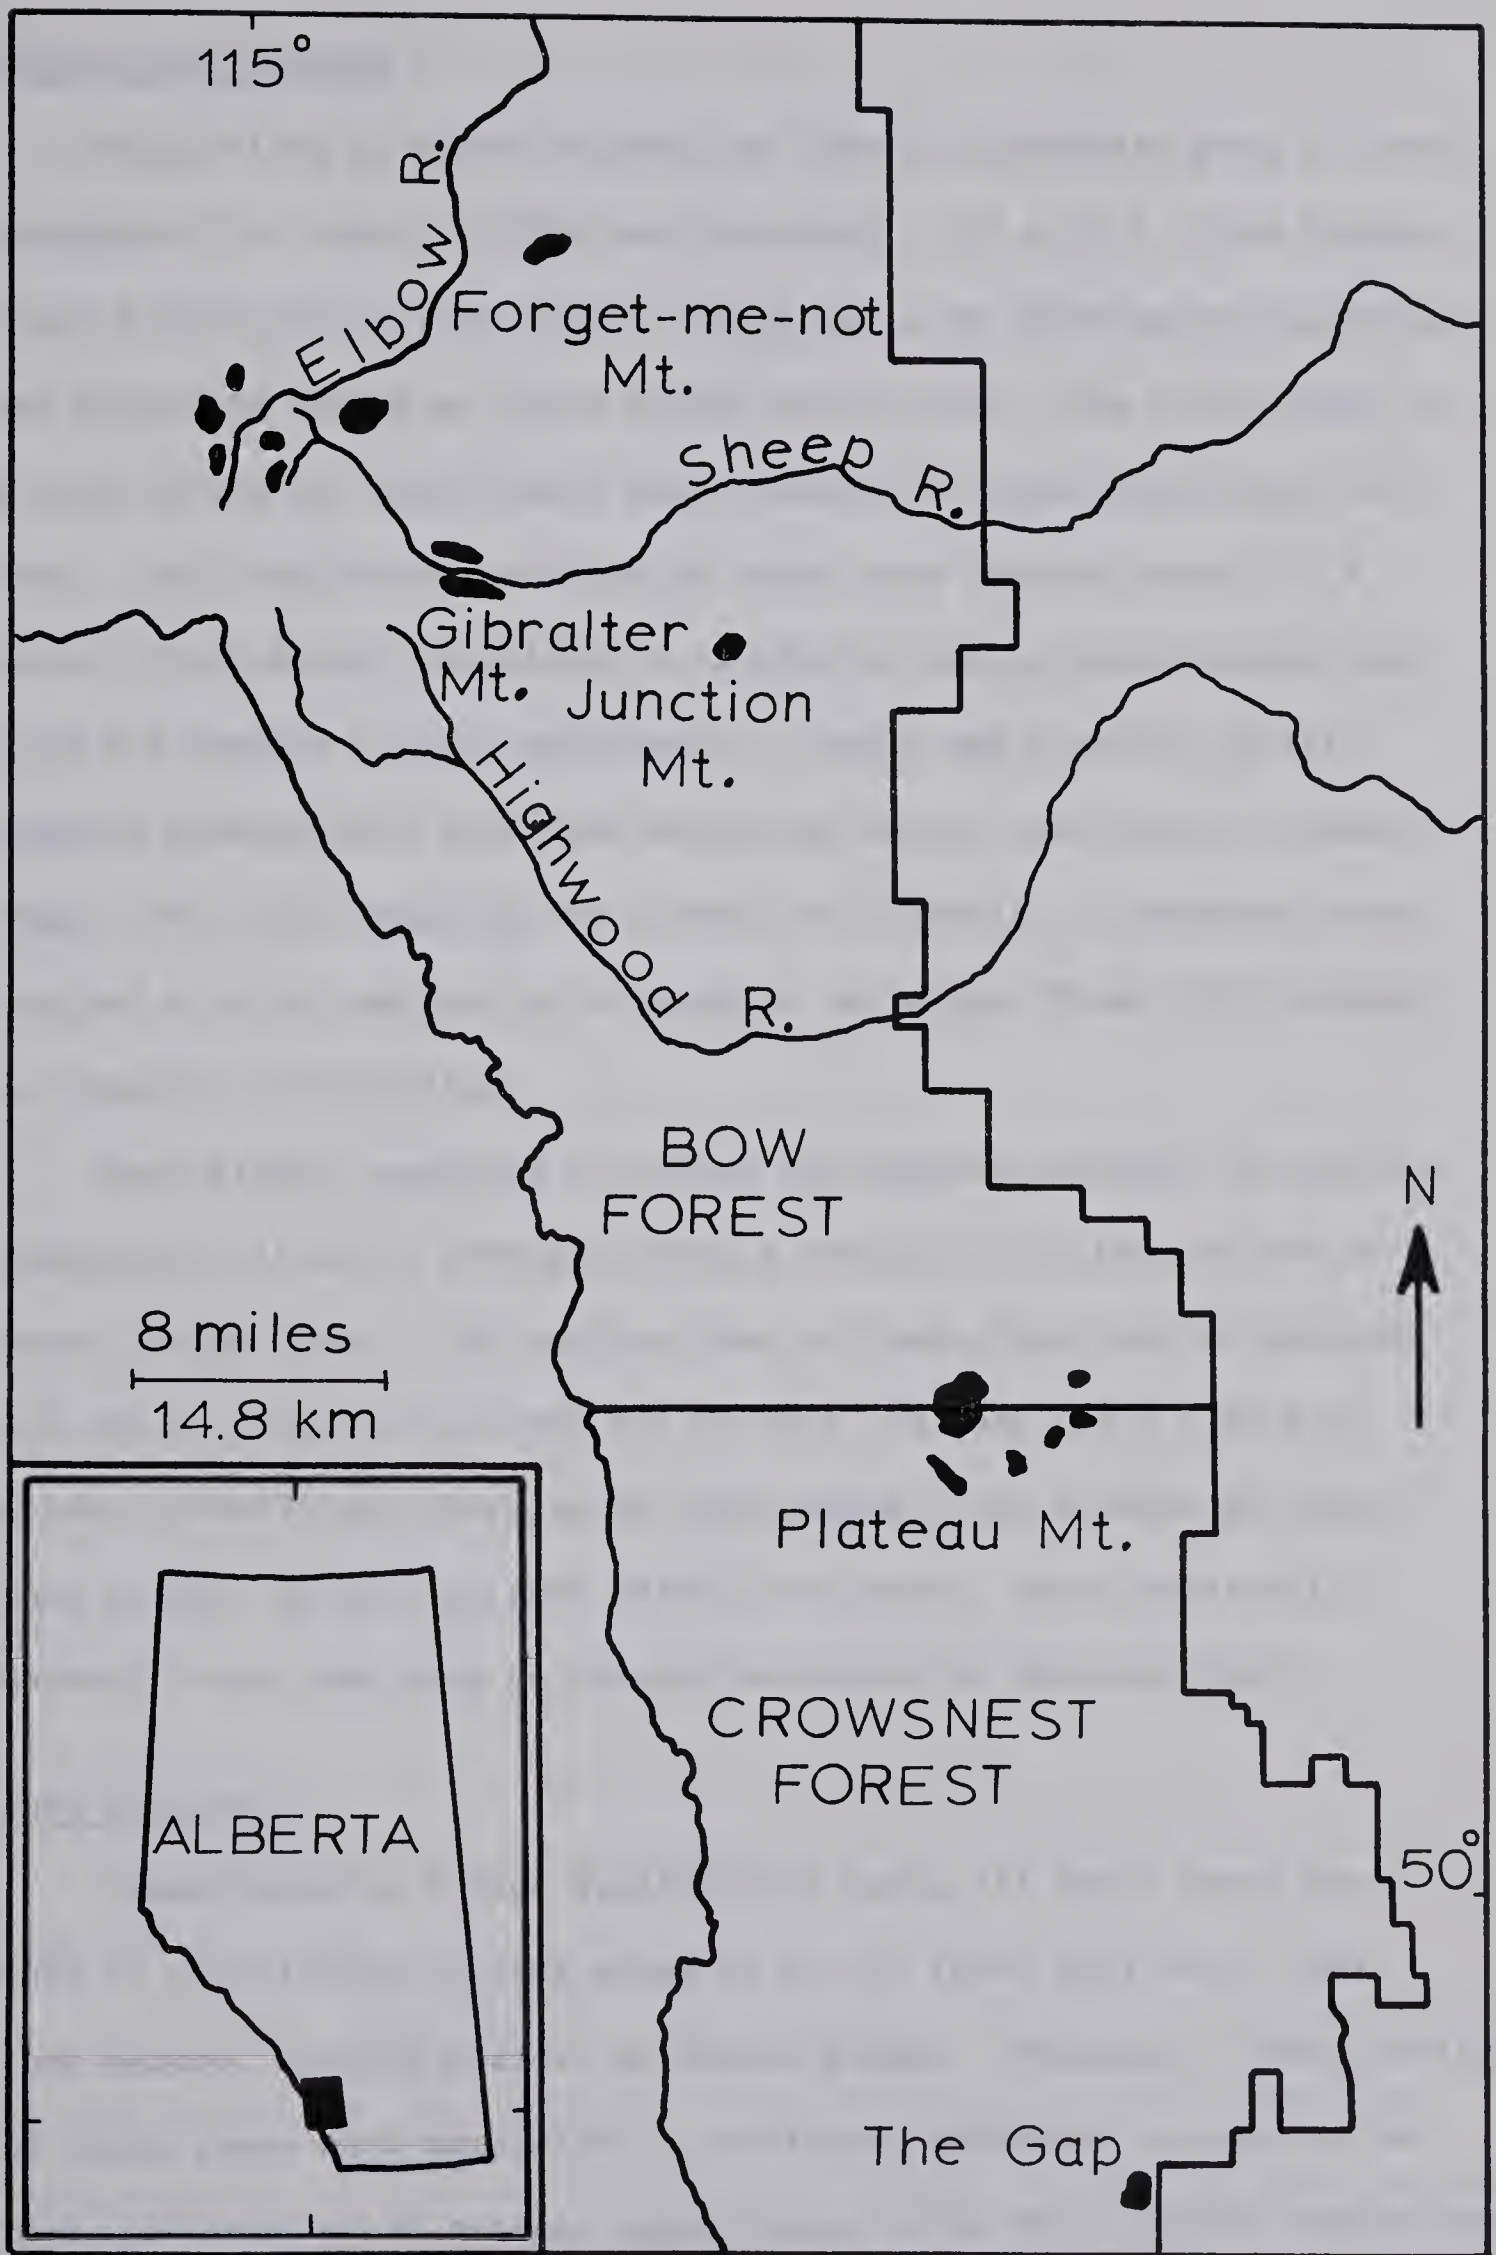 115°
Elbow R.
Forget-me-not
Mt.
Sheep R.
Gibralter
Mt.
Junction
Mt.
Highwood R.
BOW
FOREST
N
8 miles
14.8 km
Plateau Mt.
CROWSNEST
FOREST
ALBERTA
50°
The Gap